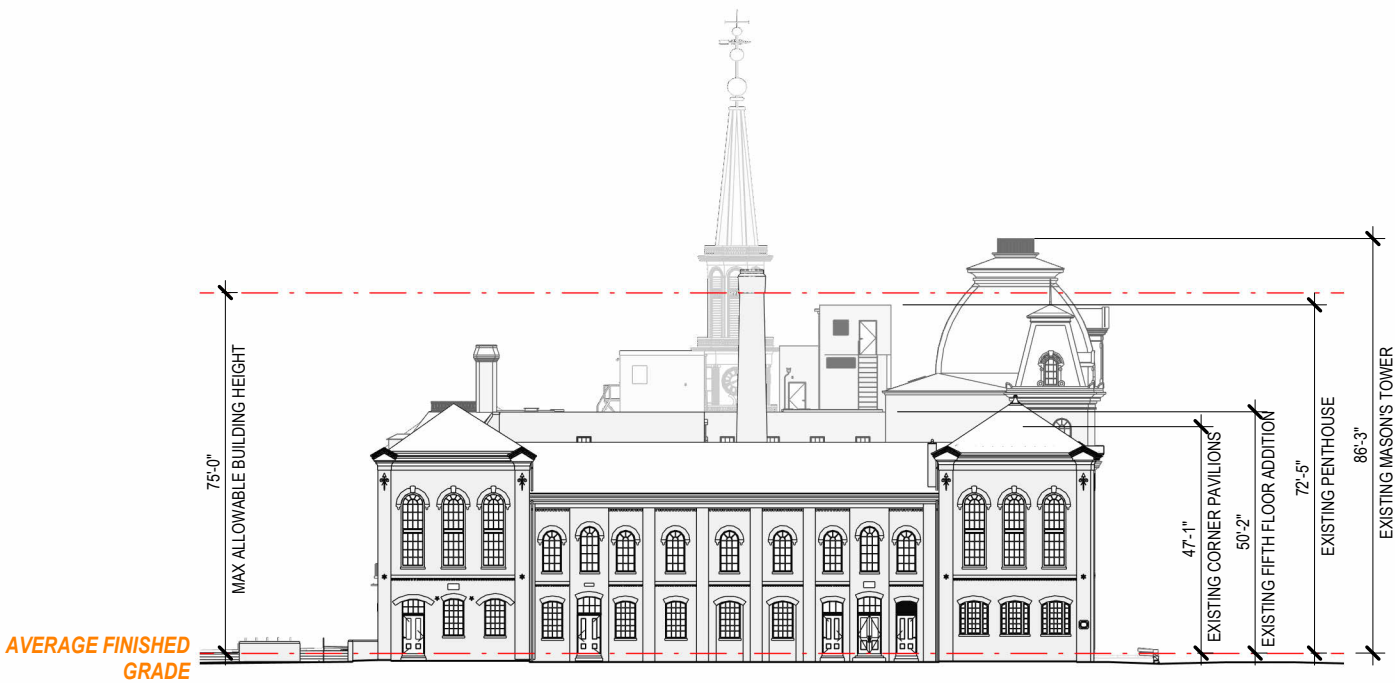 75'-0"
MAX ALLOWABLE BUILDING HEIGHT
AVERAGE FINISHED
GRADE
47'-1"
EXISTING CORNER PAVILIONS
50'-2"
EXISTING FIFTH FLOOR ADDITION
72'-5"
EXISTING PENTHOUSE
86'-3"
EXISTING MASON'S TOWER